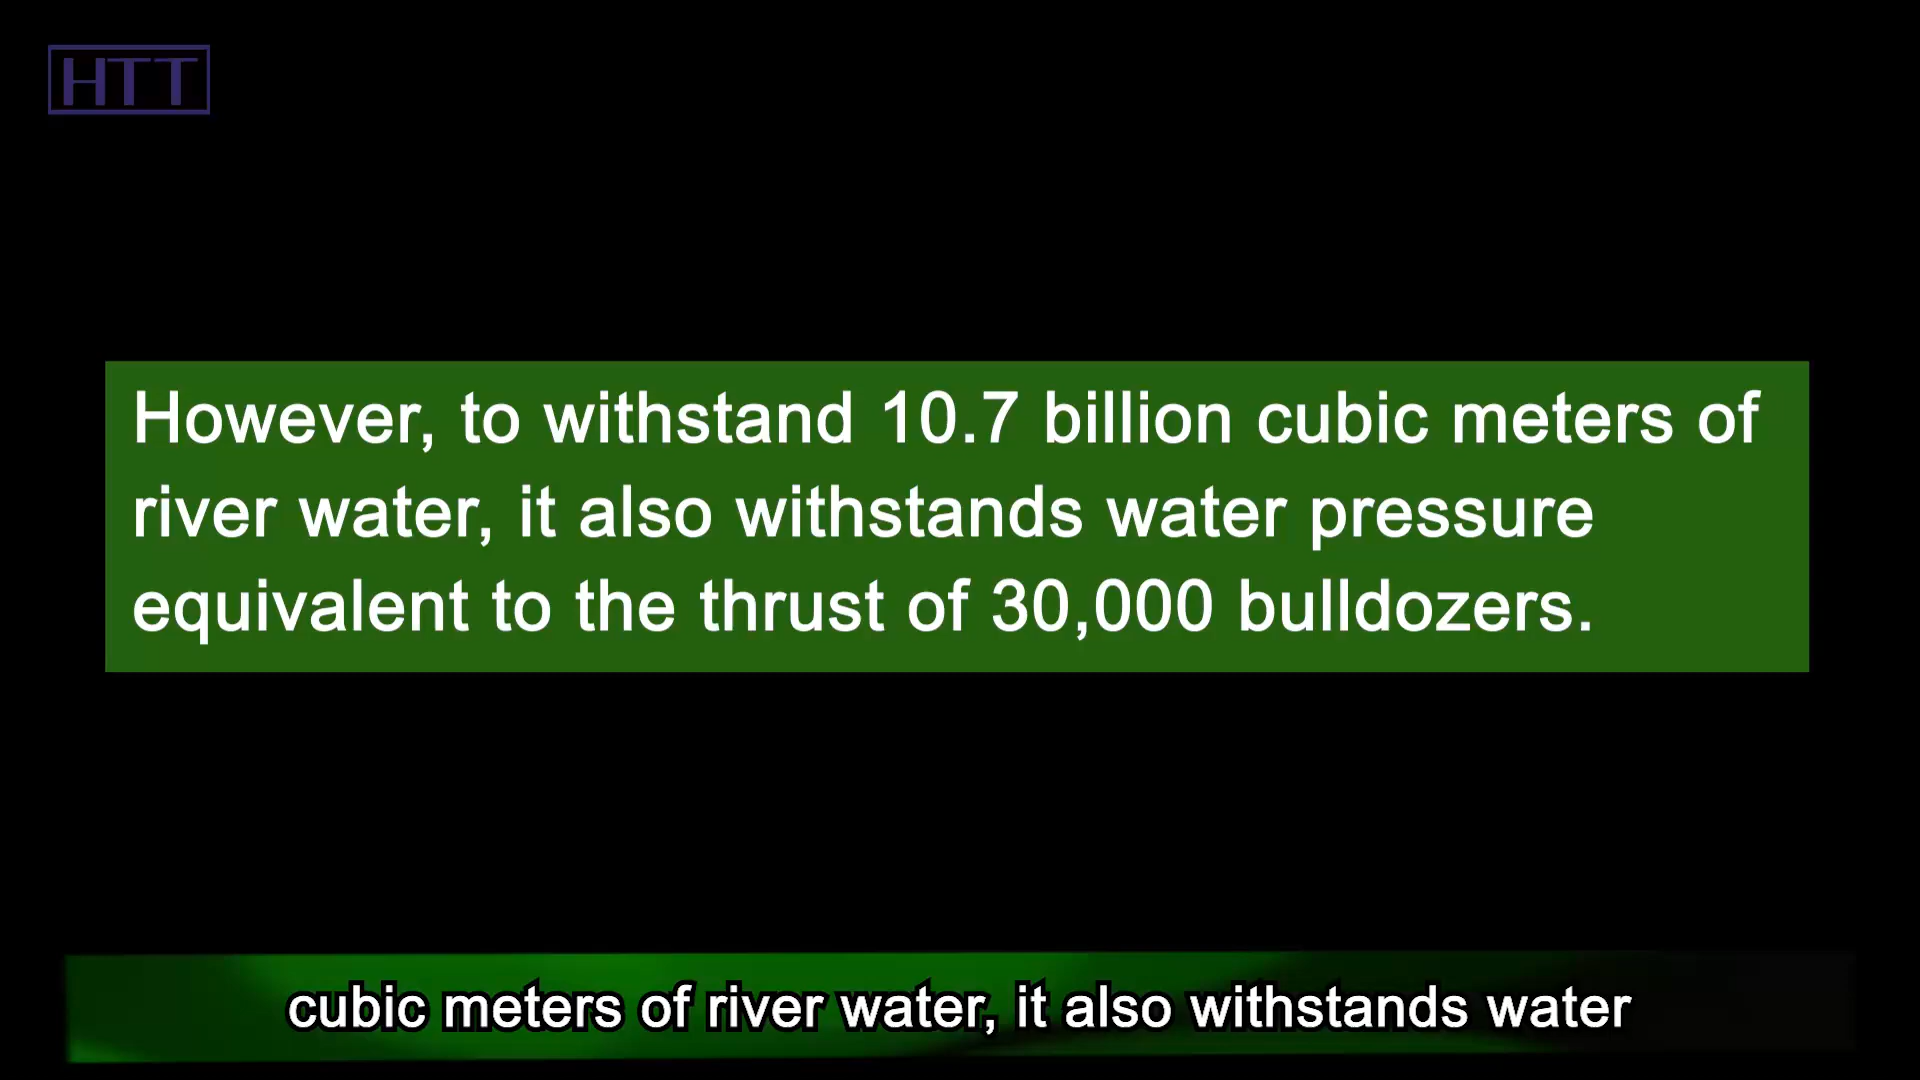 HTT
However, to withstand 10.7 billion cubic meters of
river water, it also withstands water pressure
equivalent to the thrust of 30,000 bulldozers.
cubic meters of river water, it also withstands water